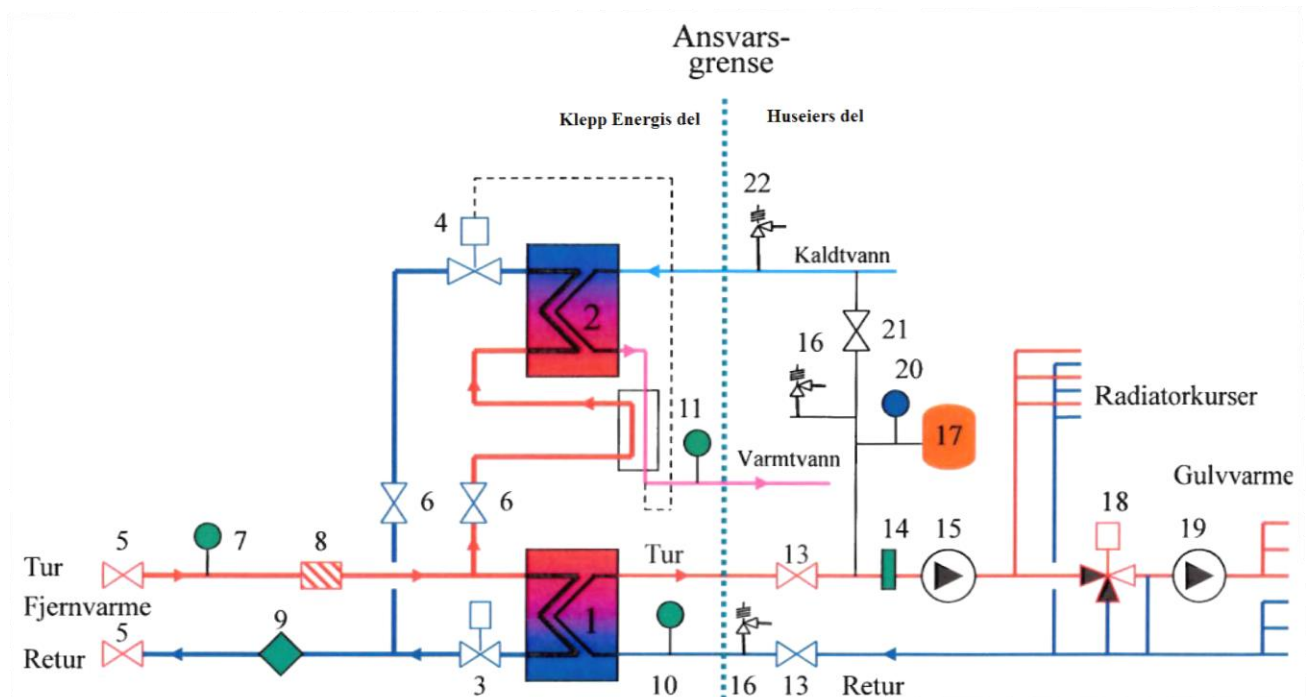 Ansvars-
grense
Klepp Energis del
Huseiers del
22
4
Kaldtvann
2
16
21
20
11
17
Radiatorkurser
Varmtvann
Gulvvarme
6
6
5
7
8
Tur
13
14
15
18
19
Tur
Fjernvarme
5
9
1
Retur
3
10
16
13
Retur